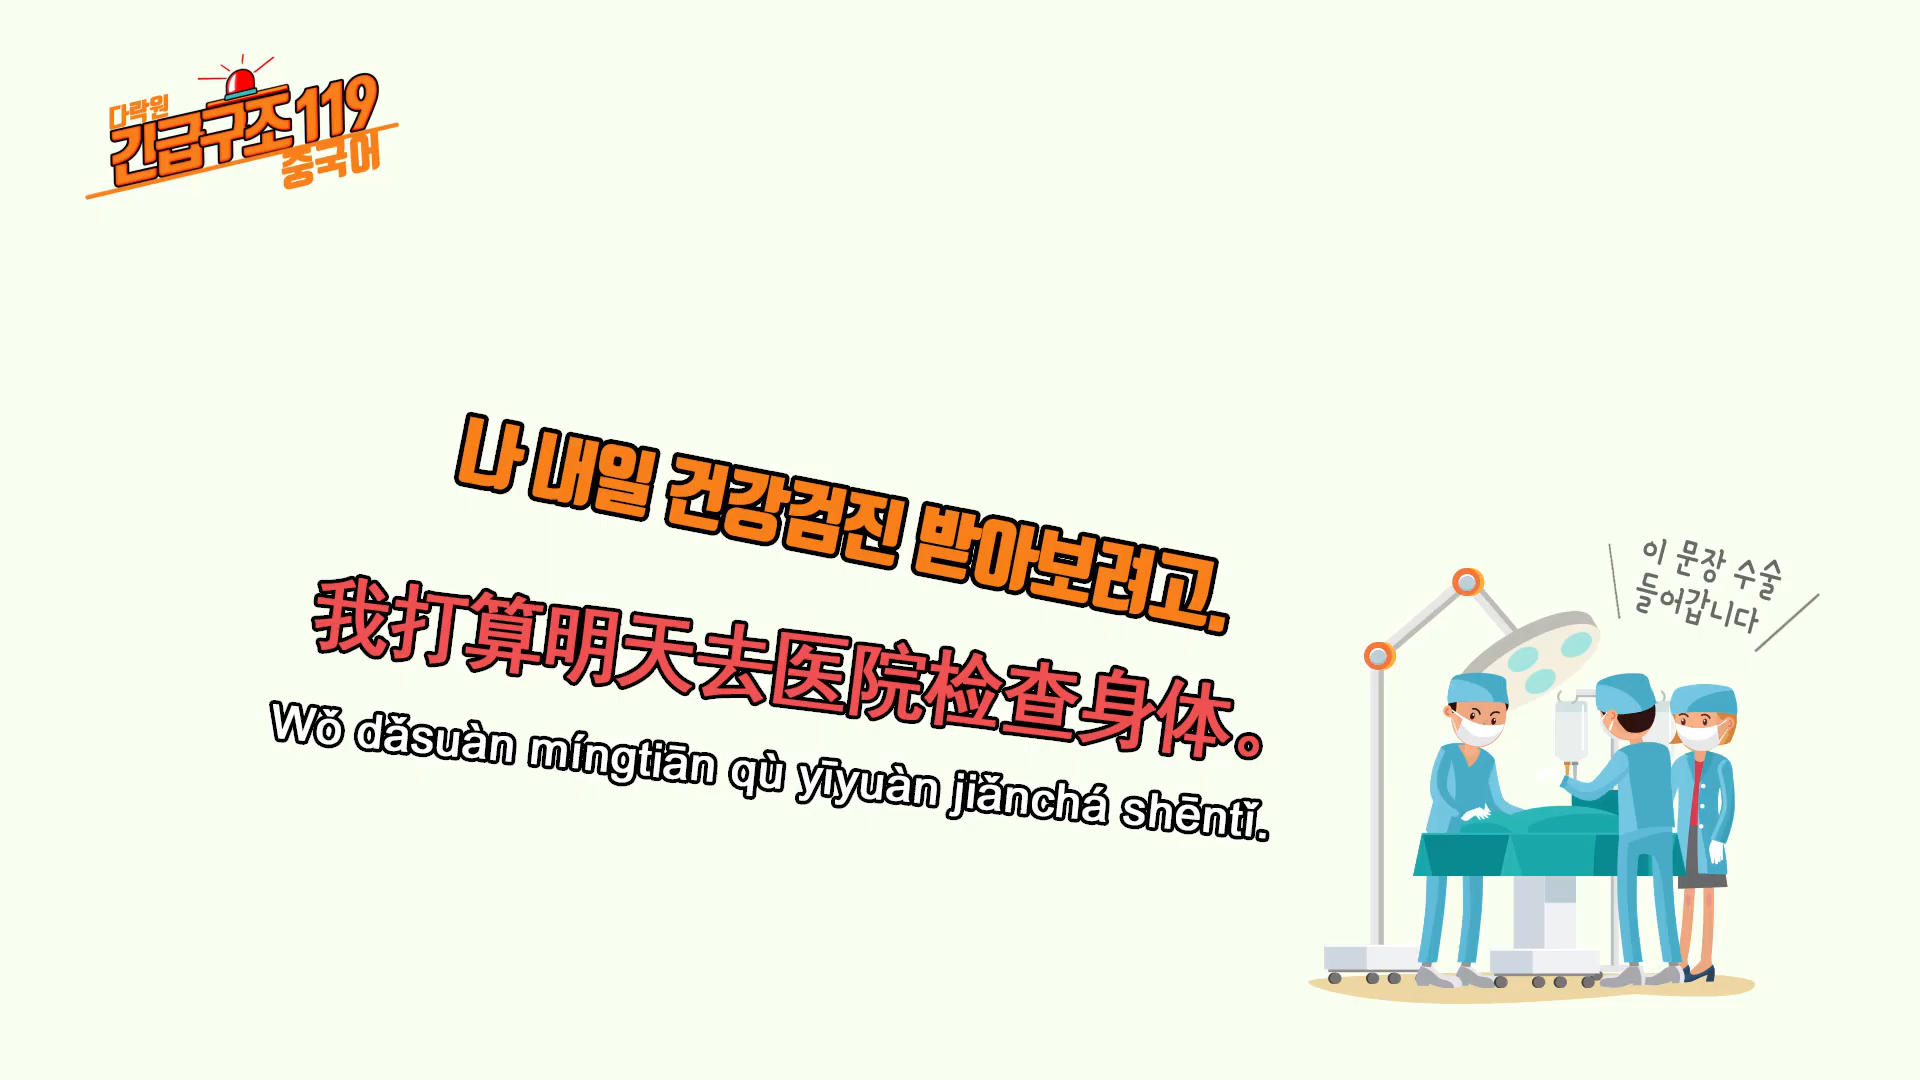 다락원
긴급구조119
중국어
나 내일 건강검진 받아보려고.
我打算明天去医院检查身体。
Wǒ dǎsuàn míngtiān qù yīyuàn jiǎnchá shēntǐ.
이 문장 수술
들어갑니다